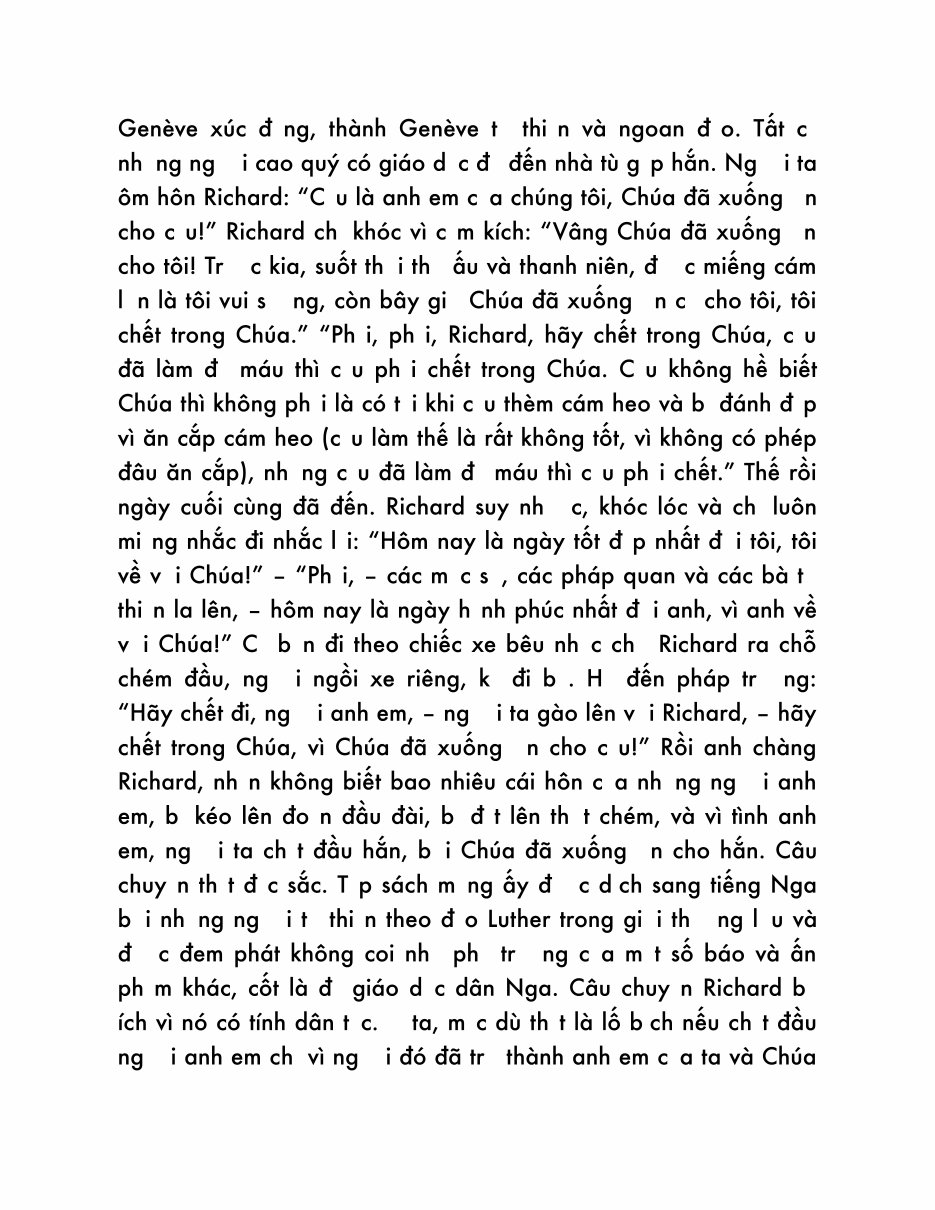 Genève xúc đ ng, thành Genève t thi n và ngoan đ o. Tất c
nh ng ng i cao quý có giáo d c đ đến nhà tù g p hắn. Ng i ta
ôm hôn Richard: “C u là anh em c a chúng tôi, Chúa đã xuống n
cho c u!” Richard ch khóc vì c m kích: “Vâng Chúa đã xuống n
cho tôi! Tr c kia, suốt th i th ấu và thanh niên, đ c miếng cám
l n là tôi vui s ng, còn bây gi Chúa đã xuống n c cho tôi, tôi
chết trong Chúa.” “Ph i, ph i, Richard, hãy chết trong Chúa, c u
đã làm đ máu thì c u ph i chết trong Chúa. C u không hề biết
Chúa thì không ph i là có t i khi c u thèm cám heo và b đánh đ p
vì ăn cắp cám heo (c u làm thế là rất không tốt, vì không có phép
đâu ăn cắp), nh ng c u đã làm đ máu thì c u ph i chết.” Thế rồi
ngày cuối cùng đã đến. Richard suy nh c, khóc lóc và ch luôn
mi ng nhắc đi nhắc l i: “Hôm nay là ngày tốt đ p nhất đ i tôi, tôi
về v i Chúa!” – “Ph i, – các m c s , các pháp quan và các bà t
thi n la lên, – hôm nay là ngày h nh phúc nhất đ i anh, vì anh về
v i Chúa!” C b n đi theo chiếc xe bêu nh c ch Richard ra chỗ
chém đầu, ng i ngồi xe riêng, k đi b . H đến pháp tr ng:
“Hãy chết đi, ng i anh em, – ng i ta gào lên v i Richard, – hãy
chết trong Chúa, vì Chúa đã xuống n cho c u!” Rồi anh chàng
Richard, nh n không biết bao nhiêu cái hôn c a nh ng ng i anh
em, b kéo lên đo n đầu đài, b đ t lên th t chém, và vì tình anh
em, ng i ta ch t đầu hắn, b i Chúa đã xuống n cho hắn. Câu
chuy n th t đ c sắc. T p sách m ng ấy đ c d ch sang tiếng Nga
b i nh ng ng i t thi n theo đ o Luther trong gi i th ng l u và
đ c đem phát không coi nh ph tr ng c a m t số báo và ấn
ph m khác, cốt là đ giáo d c dân Nga. Câu chuy n Richard b
ích vì nó có tính dân t c. ta, m c dù th t là lố b ch nếu ch t đầu
ng i anh em ch vì ng i đó đã tr thành anh em c a ta và Chúa